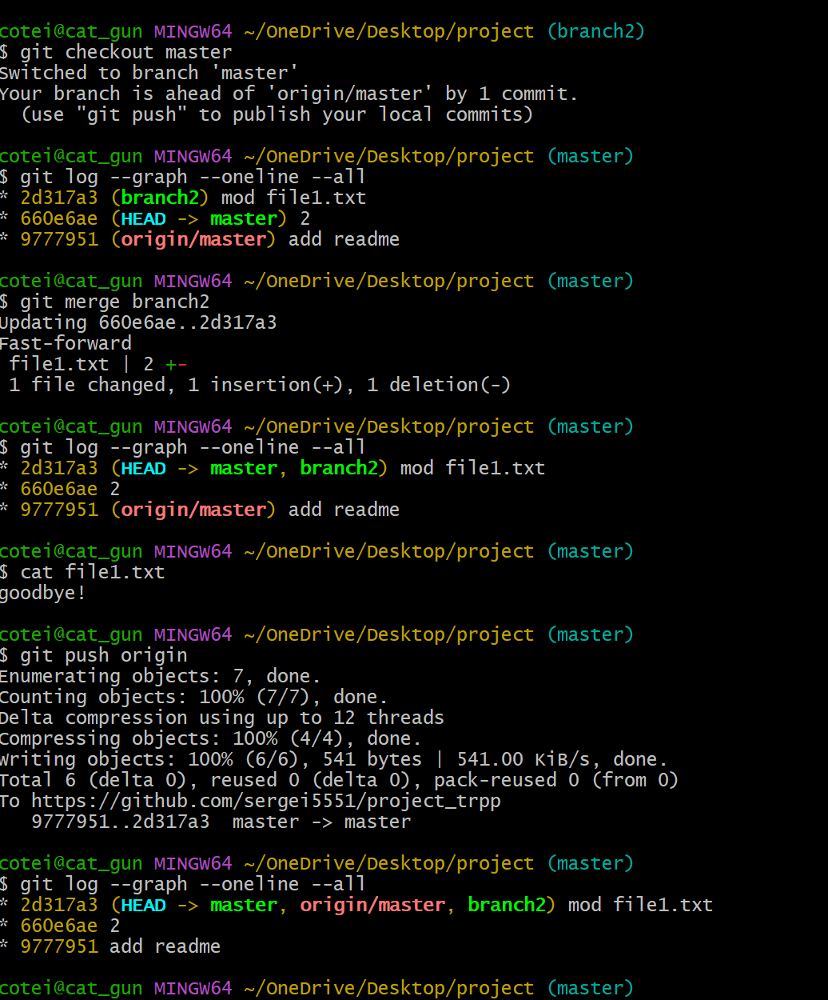 cotei@cat_gun MINGW64 ~/OneDrive/Desktop/project (branch2)
$ git checkout master
Switched to branch 'master'
Your branch is ahead of 'origin/master' by 1 commit.
  (use "git push" to publish your local commits)

cotei@cat_gun MINGW64 ~/OneDrive/Desktop/project (master)
$ git log --graph --oneline --all
* 2d317a3 (branch2) mod file1.txt
* 660e6ae (HEAD -> master) 2
* 9777951 (origin/master) add readme

cotei@cat_gun MINGW64 ~/OneDrive/Desktop/project (master)
$ git merge branch2
Updating 660e6ae..2d317a3
Fast-forward
 file1.txt | 2 +-
 1 file changed, 1 insertion(+), 1 deletion(-)

cotei@cat_gun MINGW64 ~/OneDrive/Desktop/project (master)
$ git log --graph --oneline --all
* 2d317a3 (HEAD -> master, branch2) mod file1.txt
* 660e6ae 2
* 9777951 (origin/master) add readme

cotei@cat_gun MINGW64 ~/OneDrive/Desktop/project (master)
$ cat file1.txt
goodbye!

cotei@cat_gun MINGW64 ~/OneDrive/Desktop/project (master)
$ git push origin
Enumerating objects: 7, done.
Counting objects: 100% (7/7), done.
Delta compression using up to 12 threads
Compressing objects: 100% (4/4), done.
Writing objects: 100% (6/6), 541 bytes | 541.00 KiB/s, done.
Total 6 (delta 0), reused 0 (delta 0), pack-reused 0 (from 0)
To https://github.com/sergei5551/project_trpp
   9777951..2d317a3  master -> master

cotei@cat_gun MINGW64 ~/OneDrive/Desktop/project (master)
$ git log --graph --oneline --all
* 2d317a3 (HEAD -> master, origin/master, branch2) mod file1.txt
* 660e6ae 2
* 9777951 add readme

cotei@cat_gun MINGW64 ~/OneDrive/Desktop/project (master)